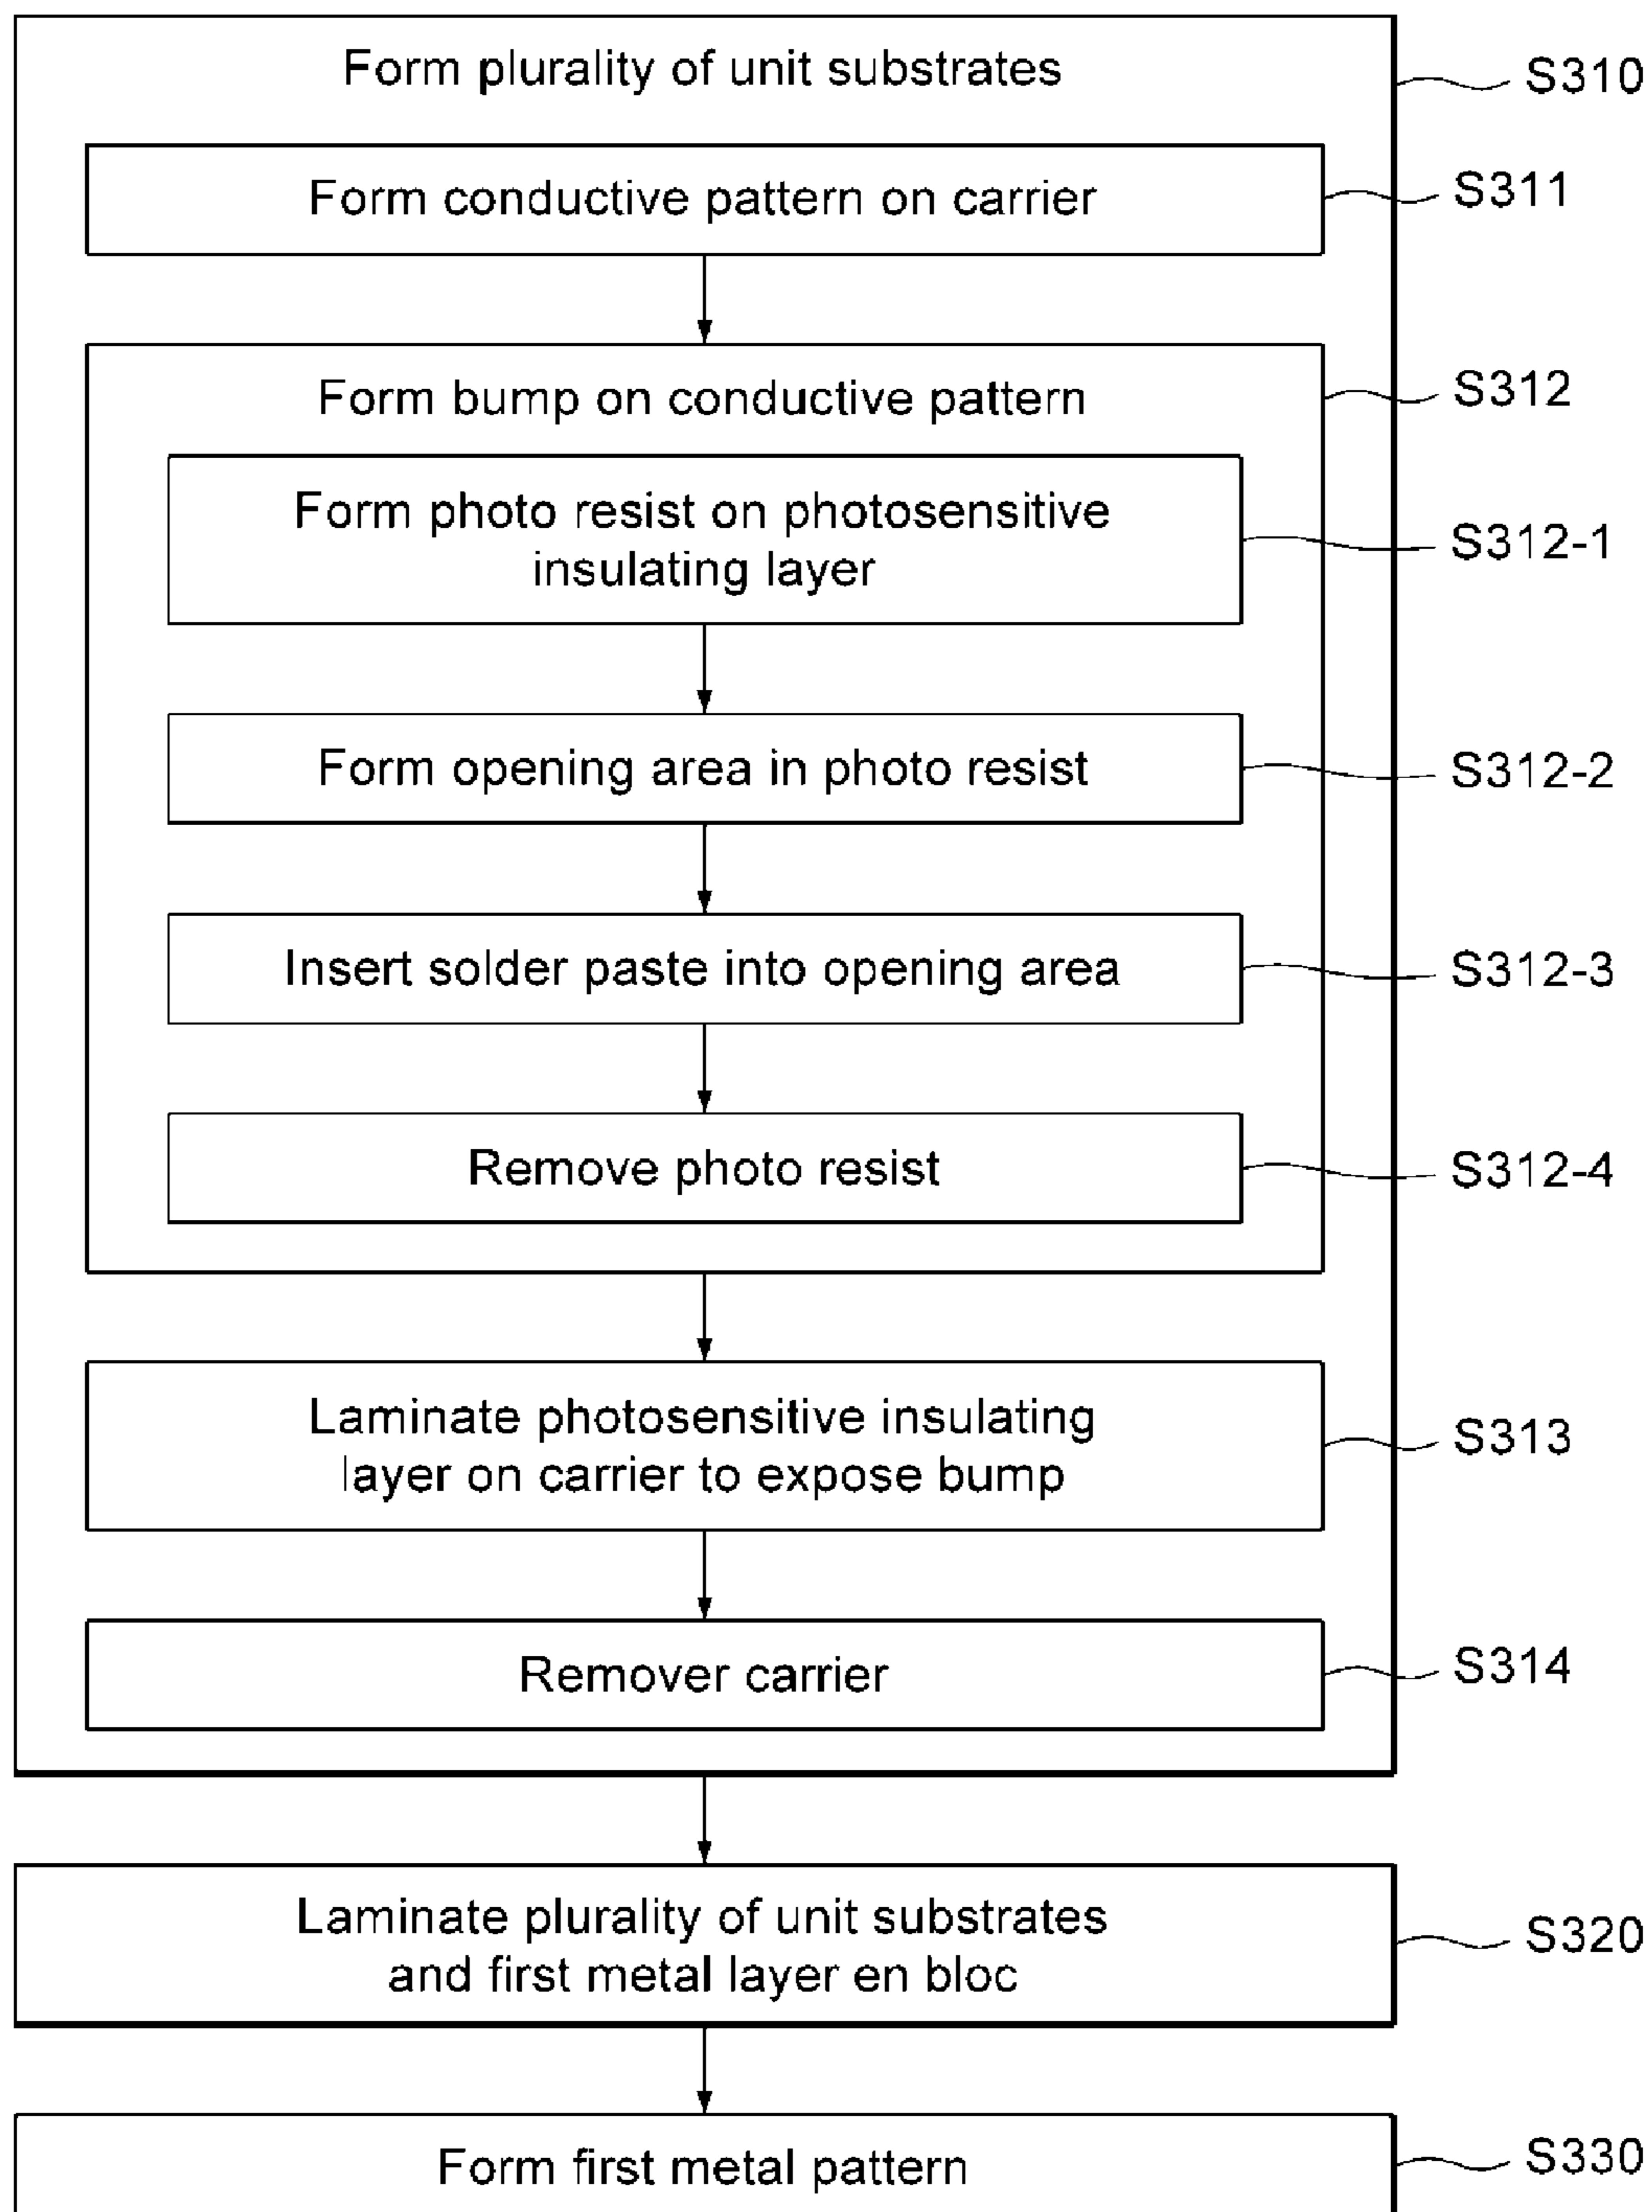 Form plurality of unit substrates
S310
Form conductive pattern on carrier
S311
Form bump on conductive pattern
S312
Form photo resist on photosensitive
insulating layer
S312-1
Form opening area in photo resist
S312-2
Insert solder paste into opening area
S312-3
Remove photo resist
S312-4
Laminate photosensitive insulating
layer on carrier to expose bump
S313
Remover carrier
S314
Laminate plurality of unit substrates
and first metal layer en bloc
S320
Form first metal pattern
S330